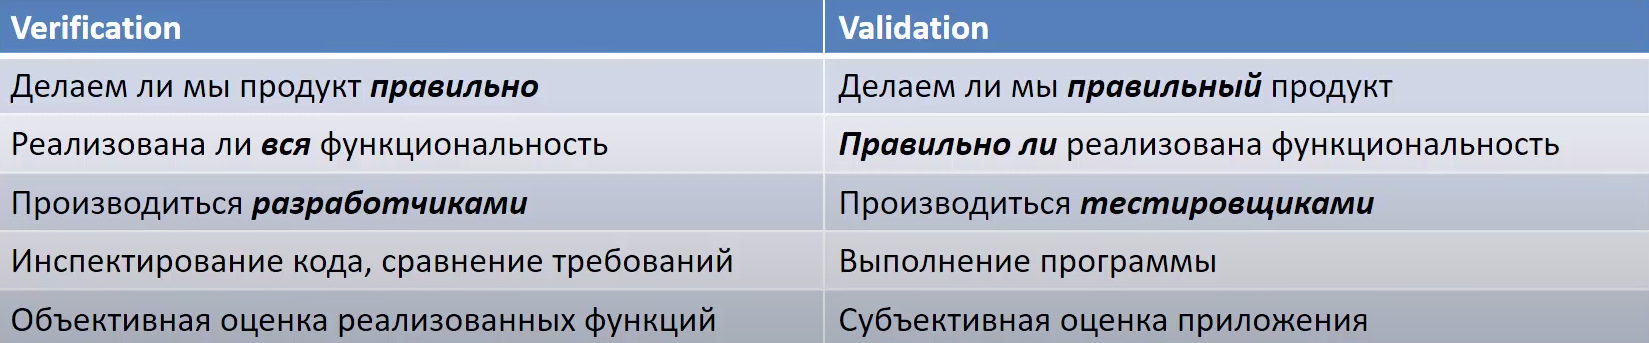 Verification
Validation
Делаем ли мы продукт правильно
Делаем ли мы правильный продукт
Реализована ли вся функциональность
Правильно ли реализована функциональность
Производиться разработчиками
Производиться тестировщиками
Инспектирование кода, сравнение требований
Выполнение программы
Объективная оценка реализованных функций
Субъективная оценка приложения